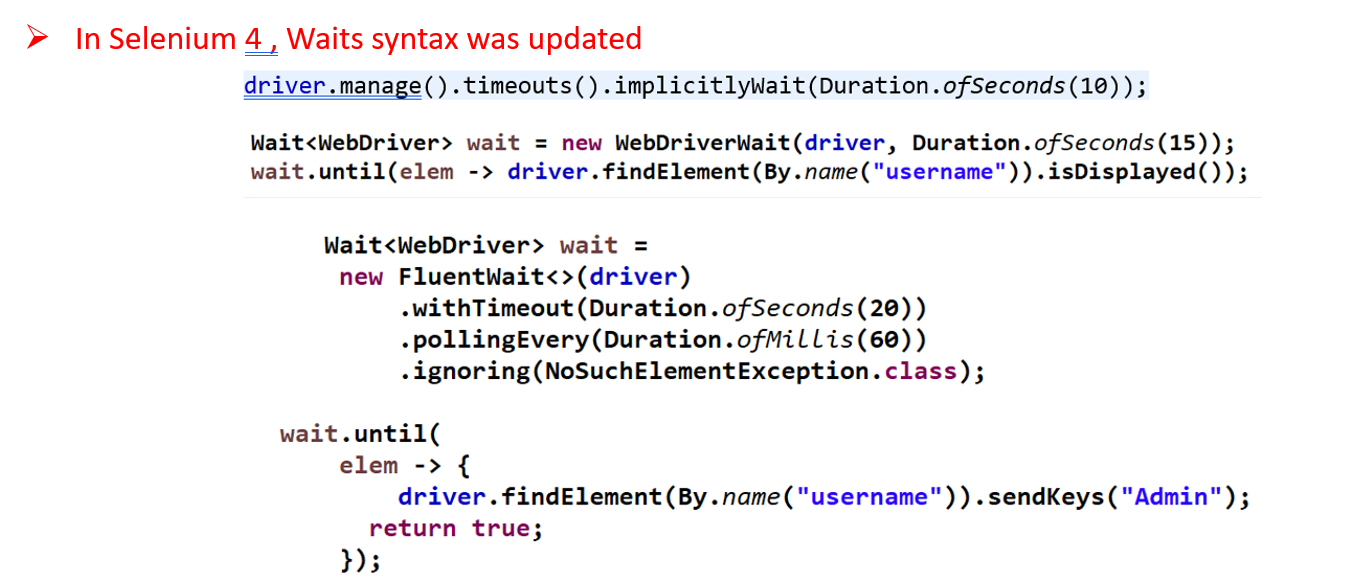 In Selenium 4 , Waits syntax was updated
driver.manage().timeouts().implicitlyWait(Duration.ofSeconds(10));
Wait<WebDriver> wait = new WebDriverWait(driver, Duration.ofSeconds(15));
wait.until(elem -> driver.findElement(By.name("username")).isDisplayed());
Wait<WebDriver> wait =
new FluentWait<>(driver)
.withTimeout(Duration.ofSeconds(20))
.pollingEvery(Duration.ofMillis(60))
.ignoring(NoSuchElementException.class);
wait.until(
elem -> {
driver.findElement(By.name("username")).sendKeys("Admin");
return true;
});